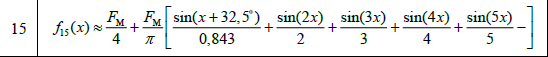 15 f₁₅(x) ≈ F_M/4 + F_M/π [ sin(x+32,5°)/0,843 + sin(2x)/2 + sin(3x)/3 + sin(4x)/4 + sin(5x)/5 − ]